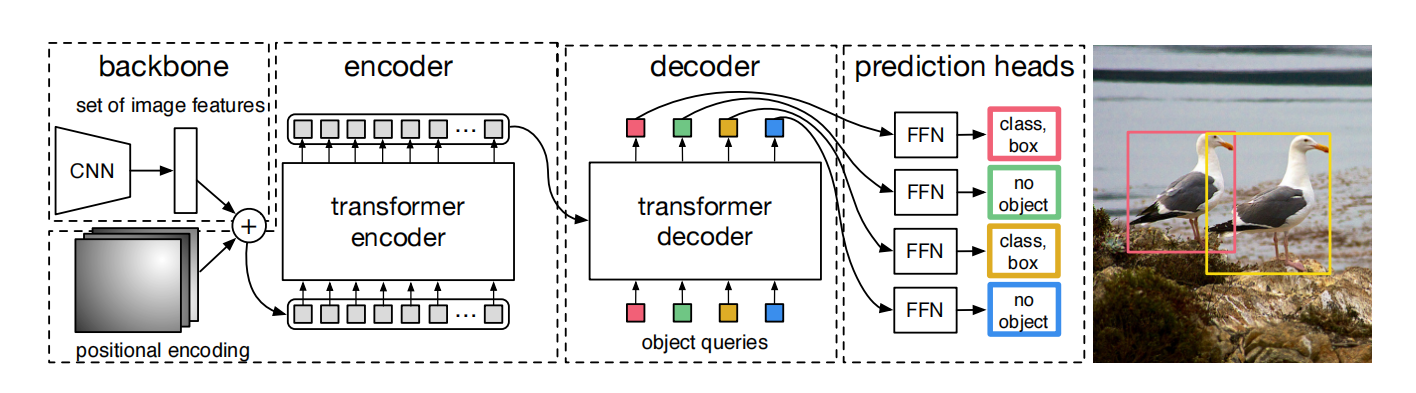 backbone
set of image features
CNN
+
positional encoding
encoder
...
transformer
encoder
...
decoder
transformer
decoder
object queries
prediction heads
FFN
class,
box
FFN
no
object
FFN
class,
box
FFN
no
object